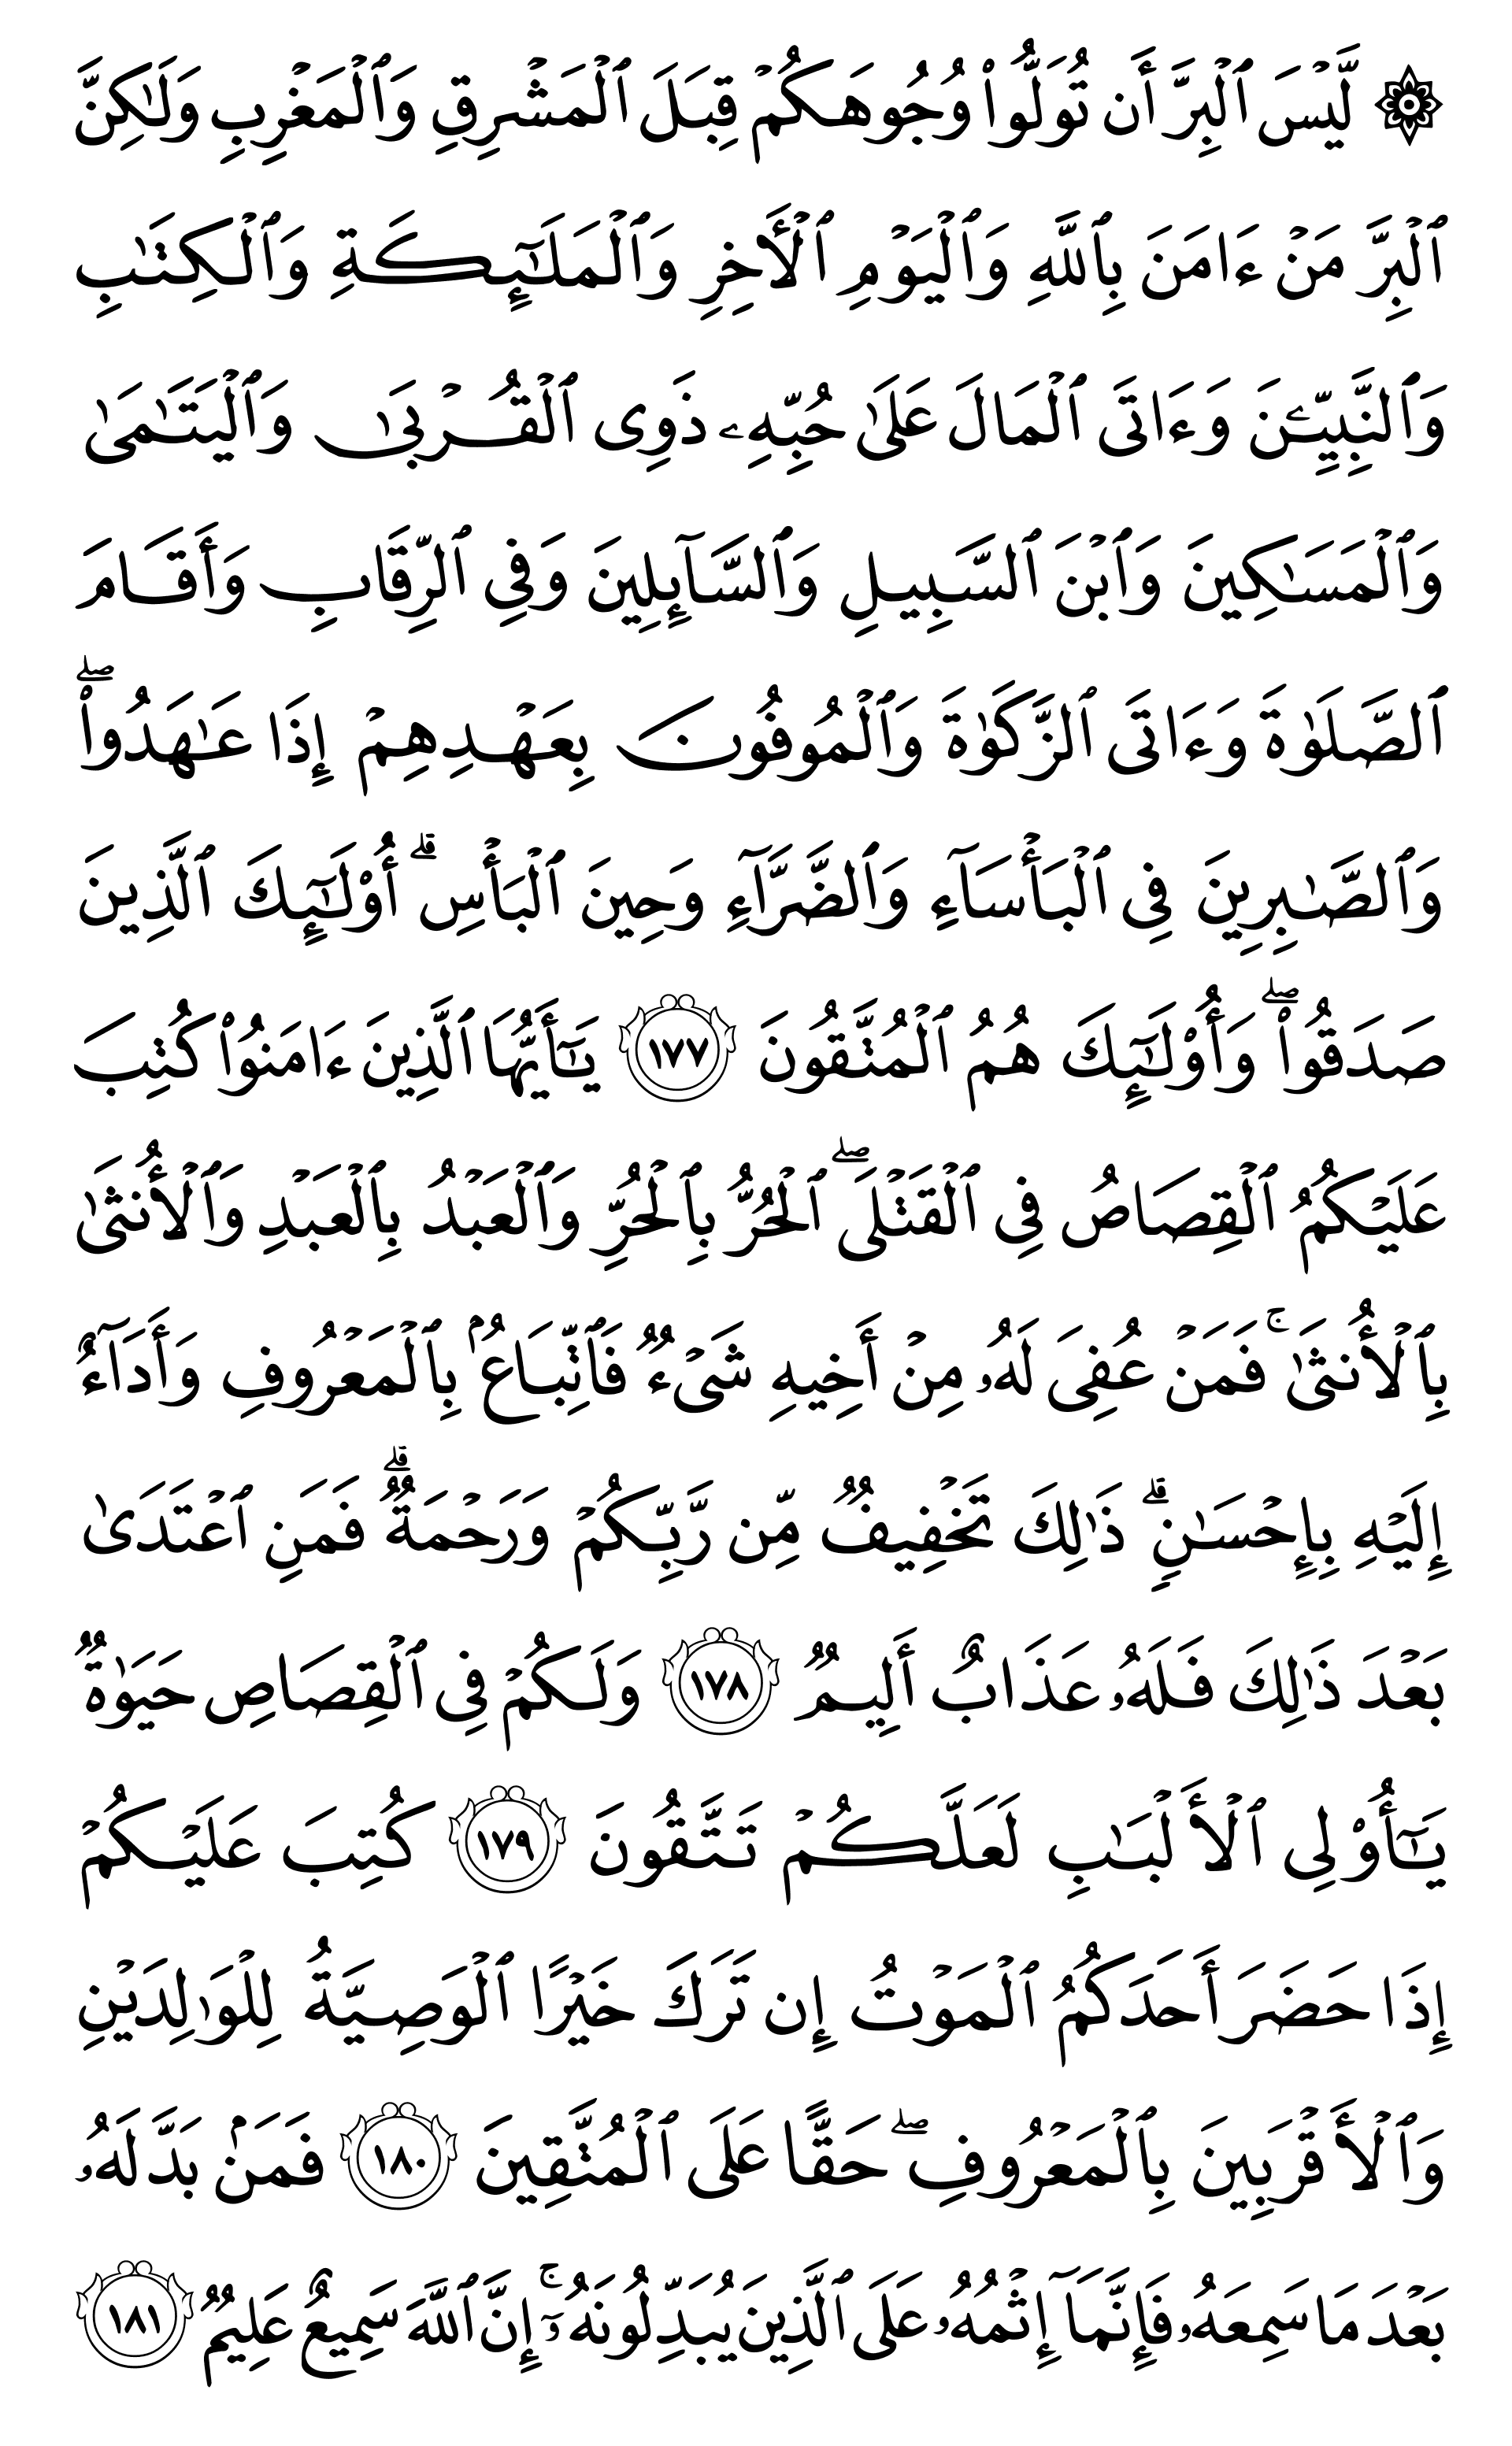 ۞ لَّيۡسَ ٱلۡبِرَّ أَن تُوَلُّواْ وُجُوهَكُمۡ قِبَلَ ٱلۡمَشۡرِقِ وَٱلۡمَغۡرِبِ وَلَٰكِنَّ
ٱلۡبِرَّ مَنۡ ءَامَنَ بِٱللَّهِ وَٱلۡيَوۡمِ ٱلۡأٓخِرِ وَٱلۡمَلَٰٓئِكَةِ وَٱلۡكِتَٰبِ
وَٱلنَّبِيِّـۧنَ وَءَاتَى ٱلۡمَالَ عَلَىٰ حُبِّهِۦ ذَوِي ٱلۡقُرۡبَىٰ وَٱلۡيَتَٰمَىٰ
وَٱلۡمَسَٰكِينَ وَٱبۡنَ ٱلسَّبِيلِ وَٱلسَّآئِلِينَ وَفِي ٱلرِّقَابِ وَأَقَامَ
ٱلصَّلَوٰةَ وَءَاتَى ٱلزَّكَوٰةَ وَٱلۡمُوفُونَ بِعَهۡدِهِمۡ إِذَا عَٰهَدُواْۖ
وَٱلصَّٰبِرِينَ فِي ٱلۡبَأۡسَآءِ وَٱلضَّرَّآءِ وَحِينَ ٱلۡبَأۡسِۗ أُوْلَٰٓئِكَ ٱلَّذِينَ
صَدَقُواْۖ وَأُوْلَٰٓئِكَ هُمُ ٱلۡمُتَّقُونَ ١٧٧ يَٰٓأَيُّهَا ٱلَّذِينَ ءَامَنُواْ كُتِبَ
عَلَيۡكُمُ ٱلۡقِصَاصُ فِي ٱلۡقَتۡلَىۖ ٱلۡحُرُّ بِٱلۡحُرِّ وَٱلۡعَبۡدُ بِٱلۡعَبۡدِ وَٱلۡأُنثَىٰ
بِٱلۡأُنثَىٰۚ فَمَنۡ عُفِيَ لَهُۥ مِنۡ أَخِيهِ شَيۡءٞ فَٱتِّبَاعُۢ بِٱلۡمَعۡرُوفِ وَأَدَآءٌ
إِلَيۡهِ بِإِحۡسَٰنٖۗ ذَٰلِكَ تَخۡفِيفٞ مِّن رَّبِّكُمۡ وَرَحۡمَةٞۗ فَمَنِ ٱعۡتَدَىٰ
بَعۡدَ ذَٰلِكَ فَلَهُۥ عَذَابٌ أَلِيمٞ ١٧٨ وَلَكُمۡ فِي ٱلۡقِصَاصِ حَيَوٰةٞ
يَٰٓأُوْلِي ٱلۡأَلۡبَٰبِ لَعَلَّكُمۡ تَتَّقُونَ ١٧٩ كُتِبَ عَلَيۡكُمۡ
إِذَا حَضَرَ أَحَدَكُمُ ٱلۡمَوۡتُ إِن تَرَكَ خَيۡرًا ٱلۡوَصِيَّةُ لِلۡوَٰلِدَيۡنِ
وَٱلۡأَقۡرَبِينَ بِٱلۡمَعۡرُوفِۖ حَقًّا عَلَى ٱلۡمُتَّقِينَ ١٨٠ فَمَنۢ بَدَّلَهُۥ
بَعۡدَ مَا سَمِعَهُۥ فَإِنَّمَآ إِثۡمُهُۥ عَلَى ٱلَّذِينَ يُبَدِّلُونَهُۥٓۚ إِنَّ ٱللَّهَ سَمِيعٌ عَلِيمٞ ١٨١